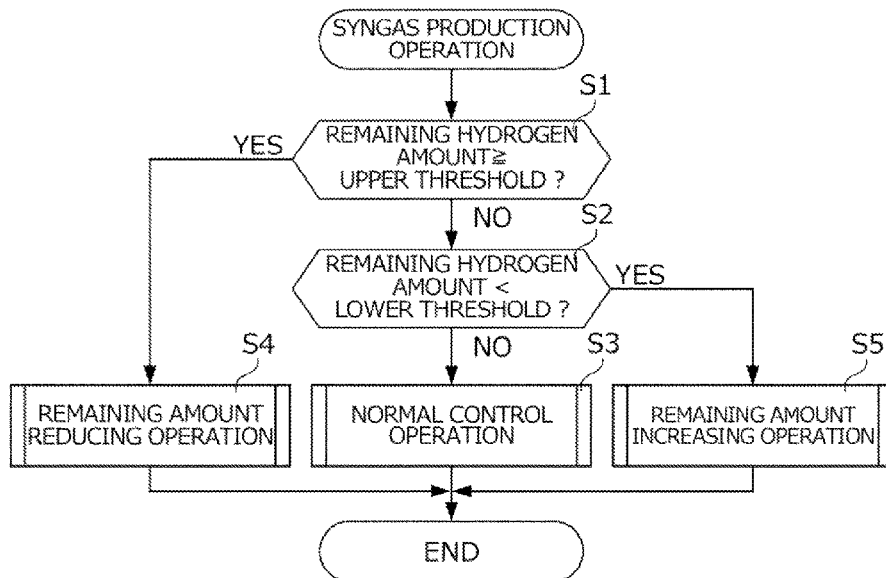 SYNGAS PRODUCTION
OPERATION
S1
REMAINING HYDROGEN
AMOUNT≧
UPPER THRESHOLD ?
YES
NO
S2
REMAINING HYDROGEN
AMOUNT <
LOWER THRESHOLD ?
YES
NO
S4
REMAINING AMOUNT
REDUCING OPERATION
S3
NORMAL CONTROL
OPERATION
S5
REMAINING AMOUNT
INCREASING OPERATION
END